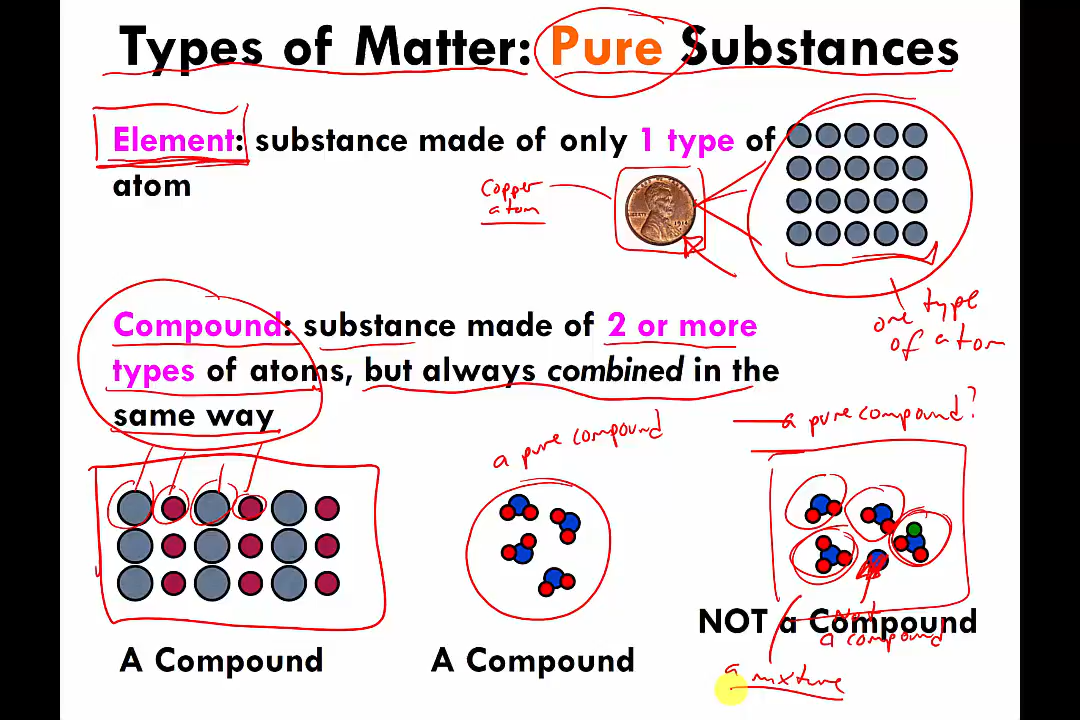 Types of Matter: Pure Substances
Element: substance made of only 1 type of
atom
Copper
atom
one type
of atom
Compound: substance made of 2 or more
types of atoms, but always combined in the
same way
a pure compound
a pure compound?
A Compound
A Compound
NOT a Compound
Not
a compound
a mixture